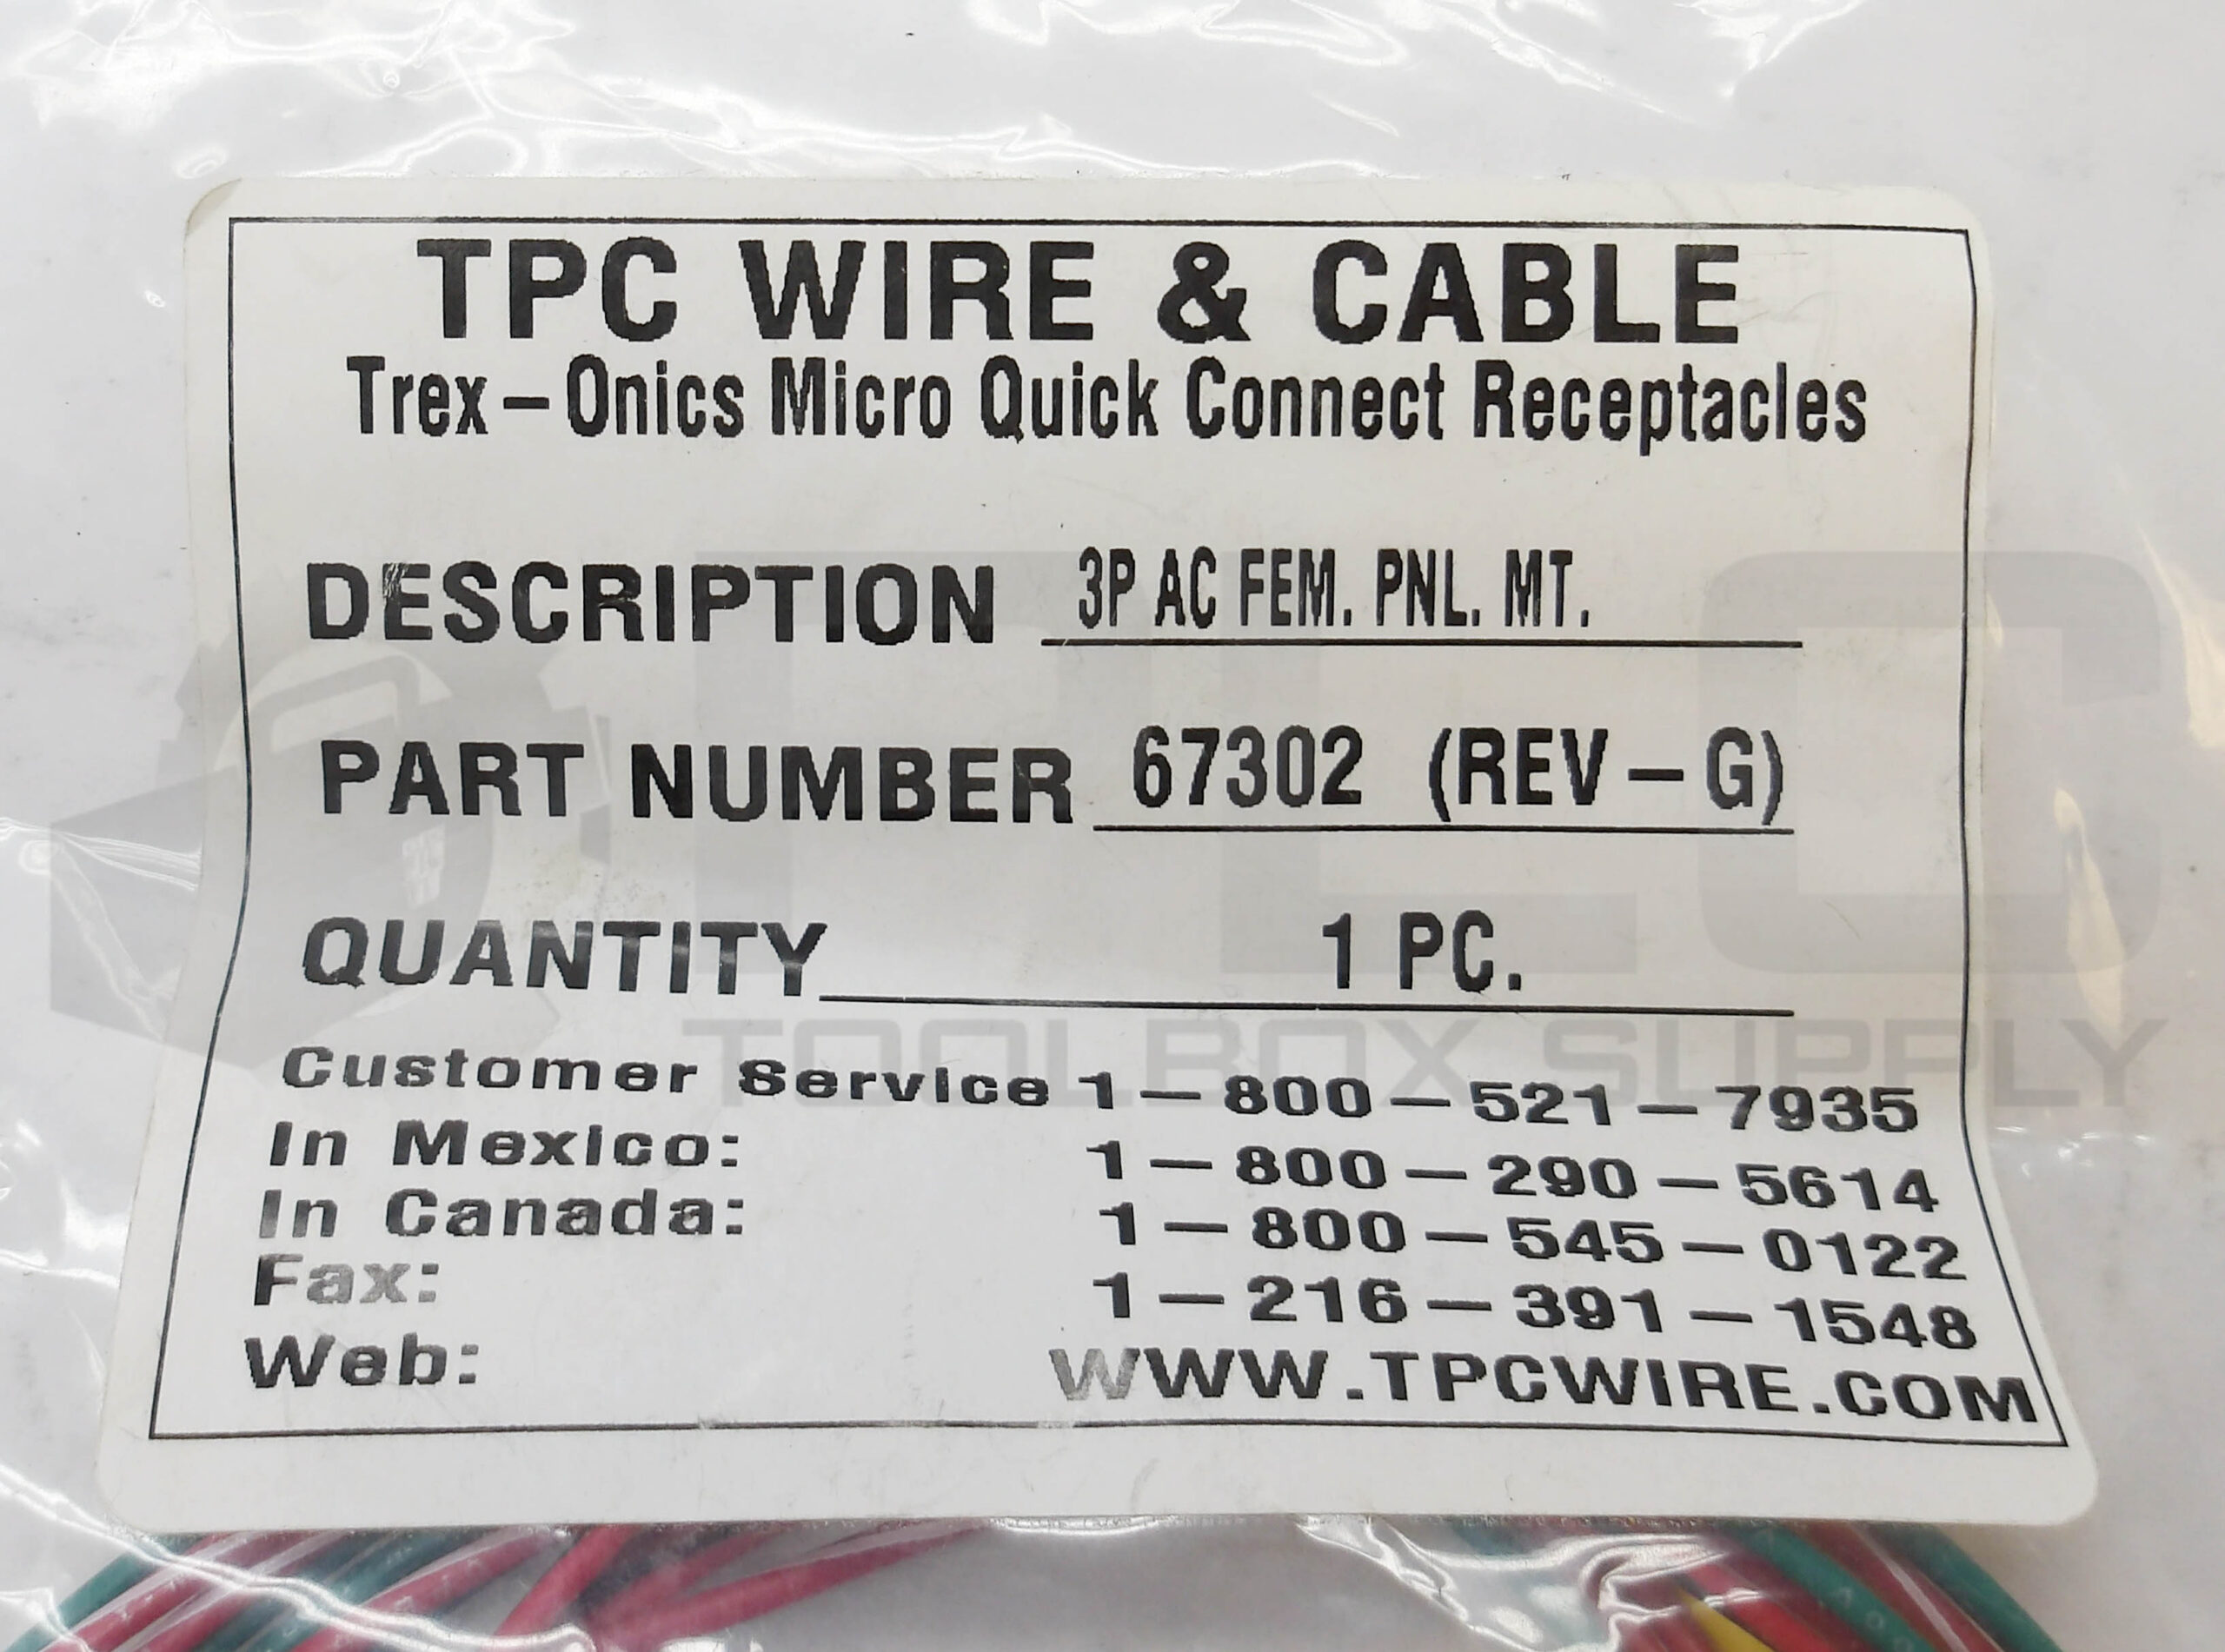 TPC WIRE & CABLE
Trex-Onics Micro Quick Connect Receptacles
DESCRIPTION 3P AC FEM. PNL. MT.
PART NUMBER 67302 (REV-G)
QUANTITY 1 PC.
Customer Service 1-800-521-7935
In Mexico: 1-800-290-5614
In Canada: 1-800-545-0122
Fax: 1-216-391-1548
Web: WWW.TPCWIRE.COM
PLC
TOOLBOX SUPPLY